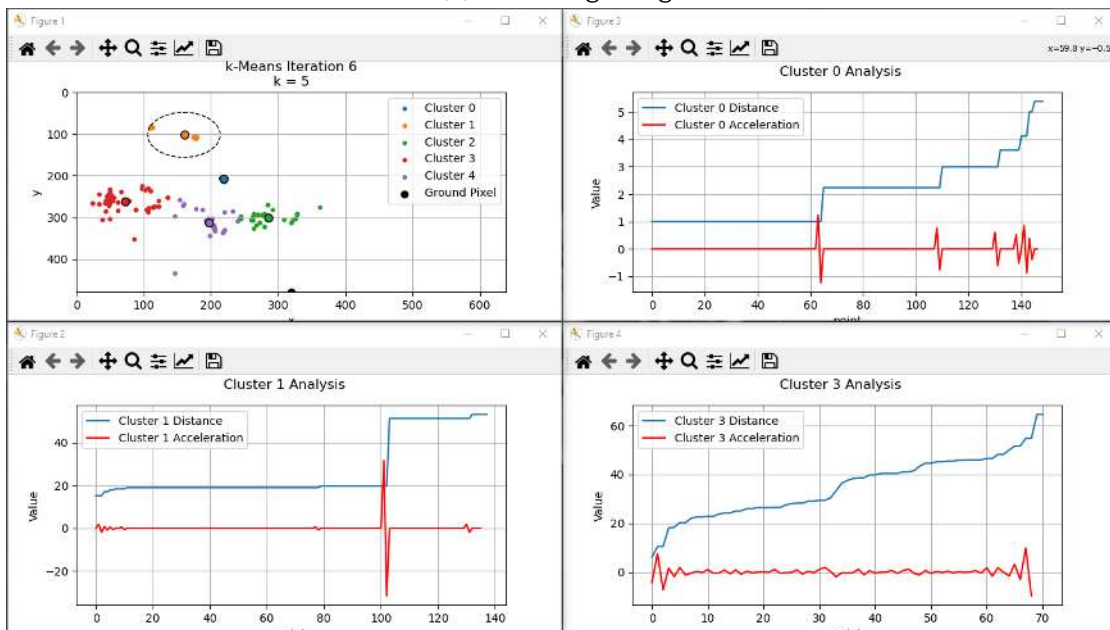 Figure 1
k-Means Iteration 6
k = 5
0
100
200
300
400
y
0 100 200 300 400 500 600
Cluster 0
Cluster 1
Cluster 2
Cluster 3
Cluster 4
Ground Pixel
Figure 3
x=59.8 y=-0.5
Cluster 0 Analysis
Cluster 0 Distance
Cluster 0 Acceleration
Value
5
4
3
2
1
0
−1
0 20 40 60 80 100 120 140
point
Figure 2
Cluster 1 Analysis
Cluster 1 Distance
Cluster 1 Acceleration
Value
40
20
0
−20
0 20 40 60 80 100 120 140
Figure 4
Cluster 3 Analysis
Cluster 3 Distance
Cluster 3 Acceleration
Value
60
40
20
0
0 10 20 30 40 50 60 70